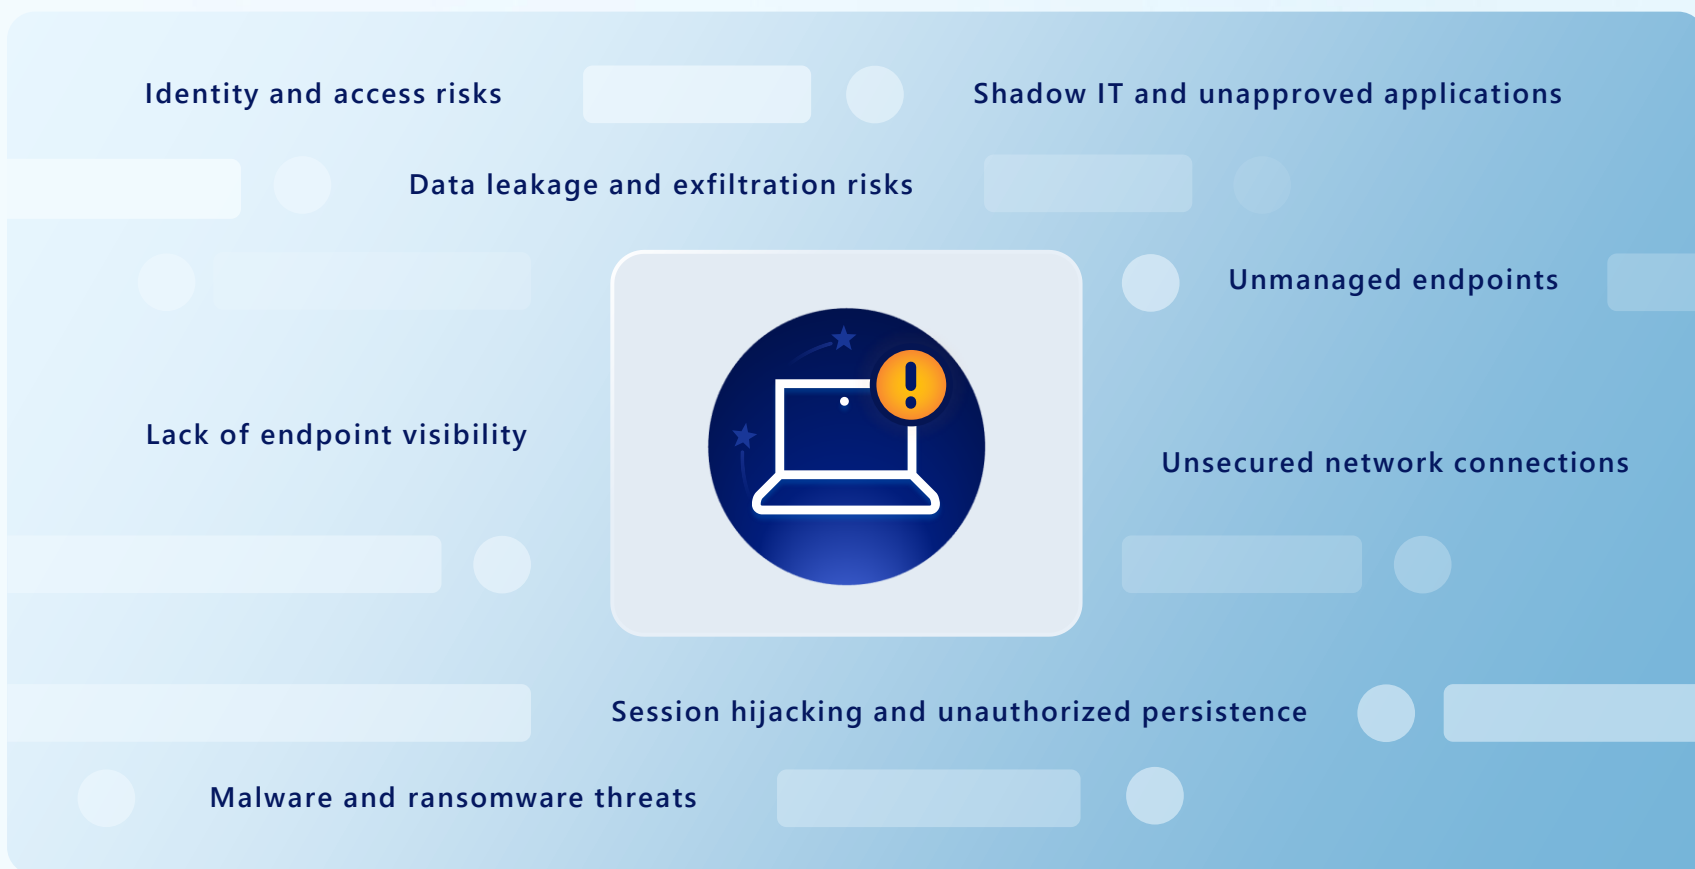 Identity and access risks
Shadow IT and unapproved applications
Data leakage and exfiltration risks
Unmanaged endpoints
Lack of endpoint visibility
Unsecured network connections
Session hijacking and unauthorized persistence
Malware and ransomware threats